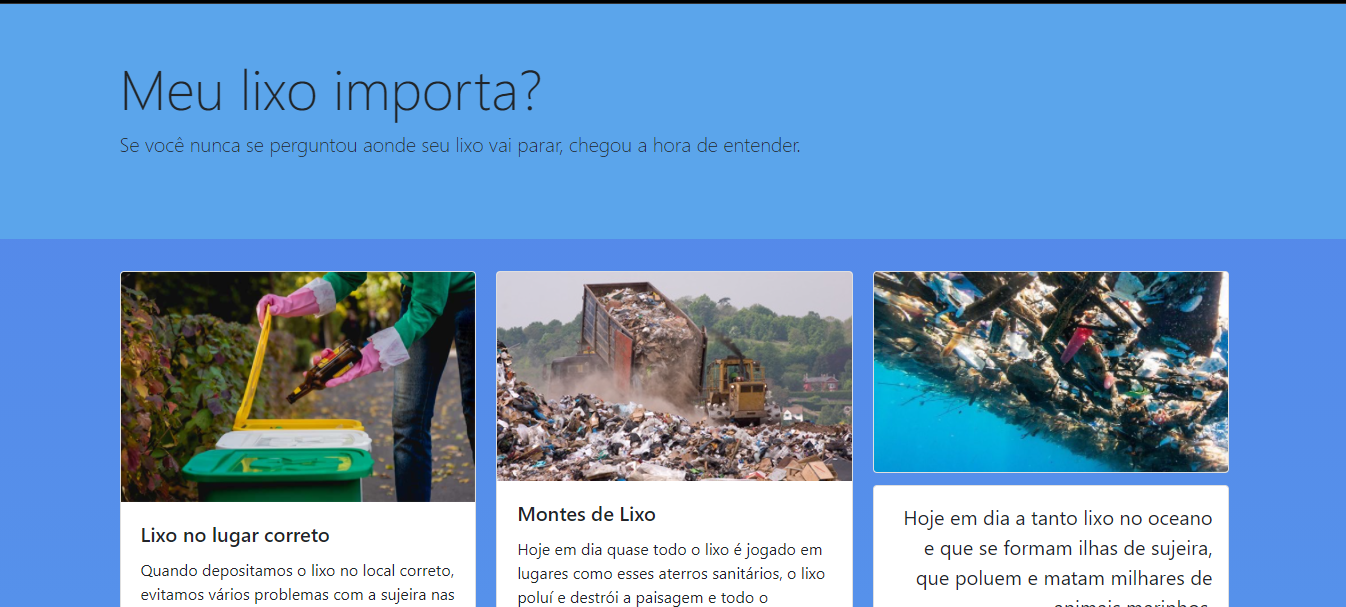 Meu lixo importa?
Se você nunca se perguntou aonde seu lixo vai parar, chegou a hora de entender.
Lixo no lugar correto
Quando depositamos o lixo no local correto,
evitamos vários problemas com a sujeira nas
Montes de Lixo
Hoje em dia quase todo o lixo é jogado em
lugares como esses aterros sanitários, o lixo
poluí e destrói a paisagem e todo o
Hoje em dia a tanto lixo no oceano
e que se formam ilhas de sujeira,
que poluem e matam milhares de
animais marinhos.